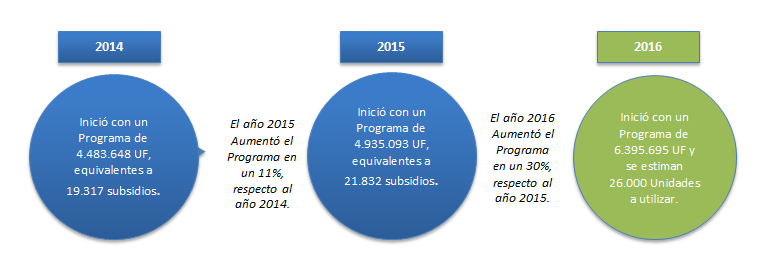 2014
Inició con un
Programa de
4.483.648 UF,
equivalentes a
19.317 subsidios.
El año 2015
Aumentó el
Programa en
un 11%,
respecto al
año 2014.
2015
Inició con un
Programa de
4.935.093 UF,
equivalentes a
21.832 subsidios.
El año 2016
Aumentó el
Programa
en un 30%,
respecto al
año 2015.
2016
Inició con un
Programa de
6.395.695 UF y
se estiman
26.000 Unidades
a utilizar.